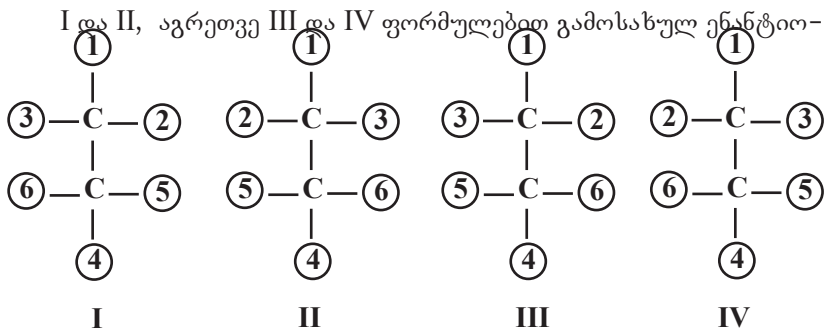 I და II, აგრეთვე III და IV ფორმულებით გამოსახულ ენანტიო-
1 1 1 1
3 C 2 2 C 3 3 C 2 2 C 3
6 C 5 5 C 6 5 C 6 6 C 5
4 4 4 4
I II III IV